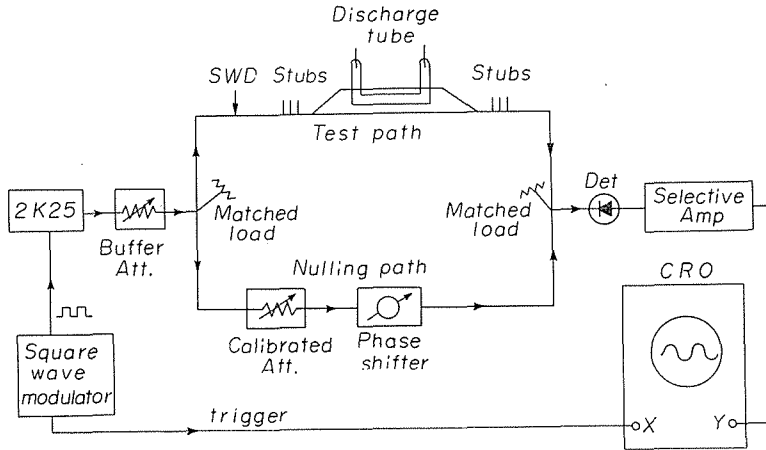 Discharge
tube
SWD
Stubs
Stubs
Test path
2K25
Buffer
Att.
Matched
load
Matched
load
Det
Selective
Amp
Nulling path
Calibrated
Att.
Phase
shifter
CRO
Square
wave
modulator
trigger
X
Y